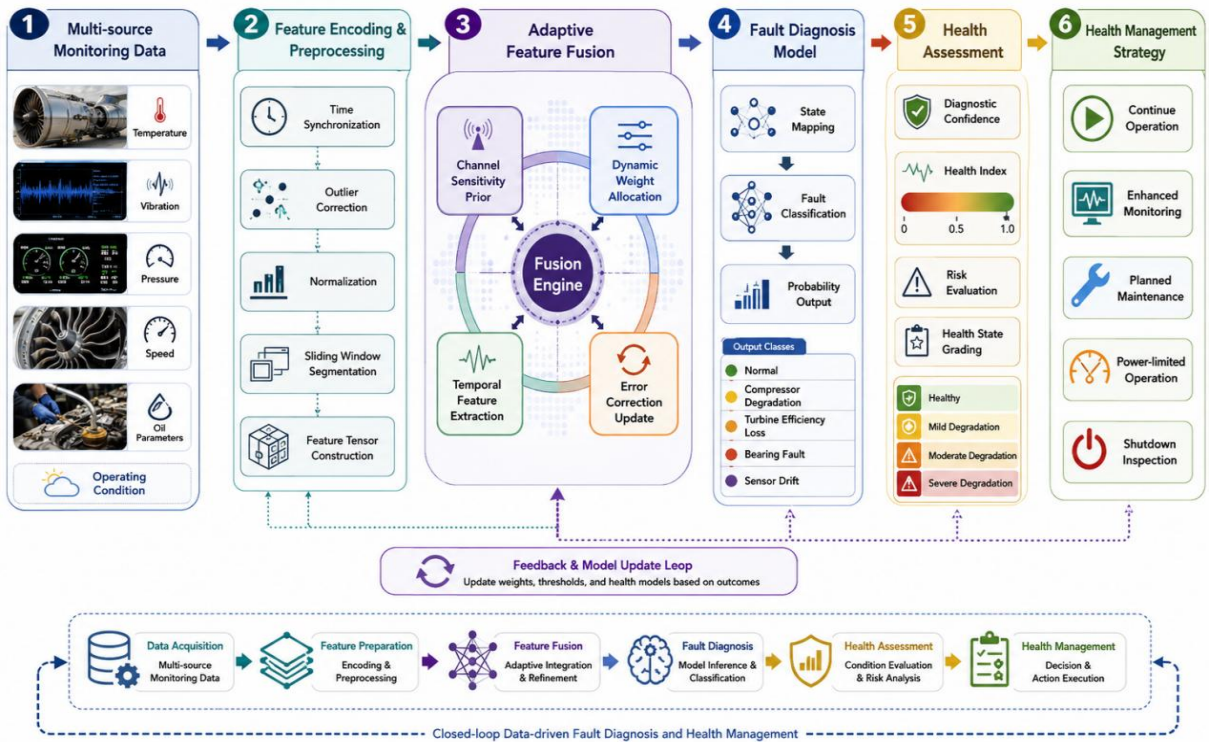 1
Multi-source
Monitoring Data
Temperature
Vibration
Pressure
Speed
Oil
Parameters
Operating
Condition
2
Feature Encoding &
Preprocessing
Time
Synchronization
Outlier
Correction
Normalization
Sliding Window
Segmentation
Feature Tensor
Construction
3
Adaptive
Feature Fusion
Channel
Sensitivity
Prior
Dynamic
Weight
Allocation
Fusion
Engine
Temporal
Feature
Extraction
Error
Correction
Update
4
Fault Diagnosis
Model
State
Mapping
Fault
Classification
Probability
Output
Output Classes
Normal
Compressor
Degradation
Turbine Efficiency
Loss
Bearing Fault
Sensor Drift
5
Health
Assessment
Diagnostic
Confidence
Health Index
0 0.5 1.0
Risk
Evaluation
Health State
Grading
Healthy
Mild Degradation
Moderate Degradation
Severe Degradation
6
Health Management
Strategy
Continue
Operation
Enhanced
Monitoring
Planned
Maintenance
Power-limited
Operation
Shutdown
Inspection
Feedback & Model Update Leop
Update weights, thresholds, and health models based on outcomes
Data Acquisition
Multi-source
Monitoring Data
Feature Preparation
Encoding &
Preprocessing
Feature Fusion
Adaptive Integration
& Refinement
Fault Diagnosis
Model Inference &
Classification
Health Assessment
Condition Evaluation
& Risk Analysis
Health Management
Decision &
Action Execution
Closed-loop Data-driven Fault Diagnosis and Health Management